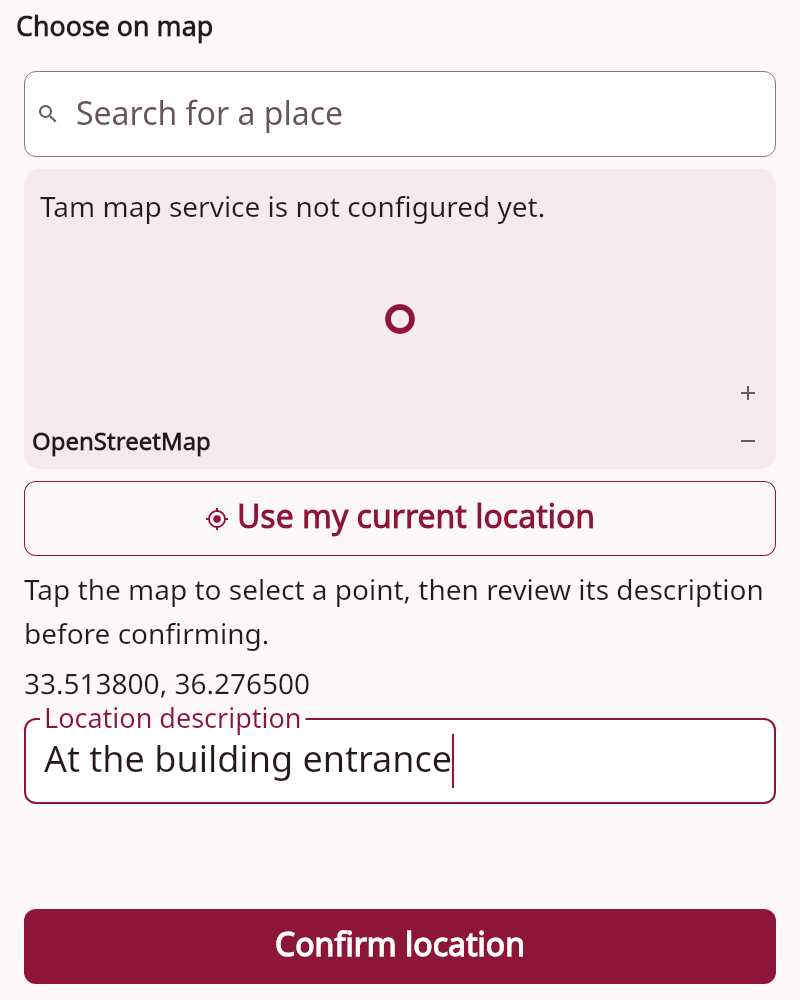 Choose on map
Search for a place
Tam map service is not configured yet.
OpenStreetMap
Use my current location
Tap the map to select a point, then review its description
before confirming.
33.513800, 36.276500
Location description
At the building entrance
Confirm location